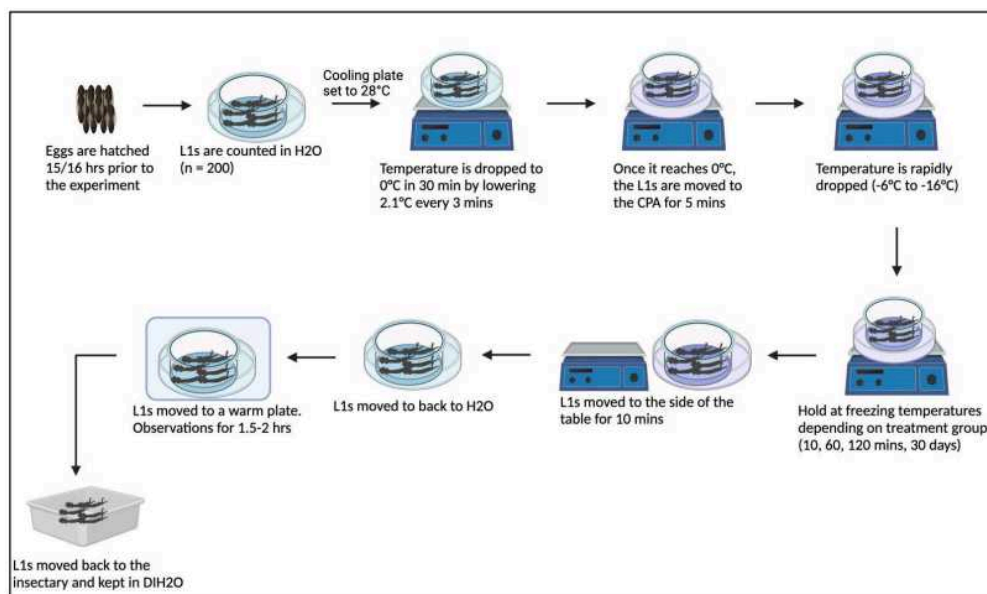 Eggs are hatched
15/16 hrs prior to
the experiment
L1s are counted in H2O
(n = 200)
Cooling plate
set to 28°C
Temperature is dropped to
0°C in 30 min by lowering
2.1°C every 3 mins
Once it reaches 0°C,
the L1s are moved to
the CPA for 5 mins
Temperature is rapidly
dropped (-6°C to -16°C)
Hold at freezing temperatures
depending on treatment group
(10, 60, 120 mins, 30 days)
L1s moved to the side of the
table for 10 mins
L1s moved to back to H2O
L1s moved to a warm plate.
Observations for 1.5-2 hrs
L1s moved back to the
insectary and kept in DIH2O